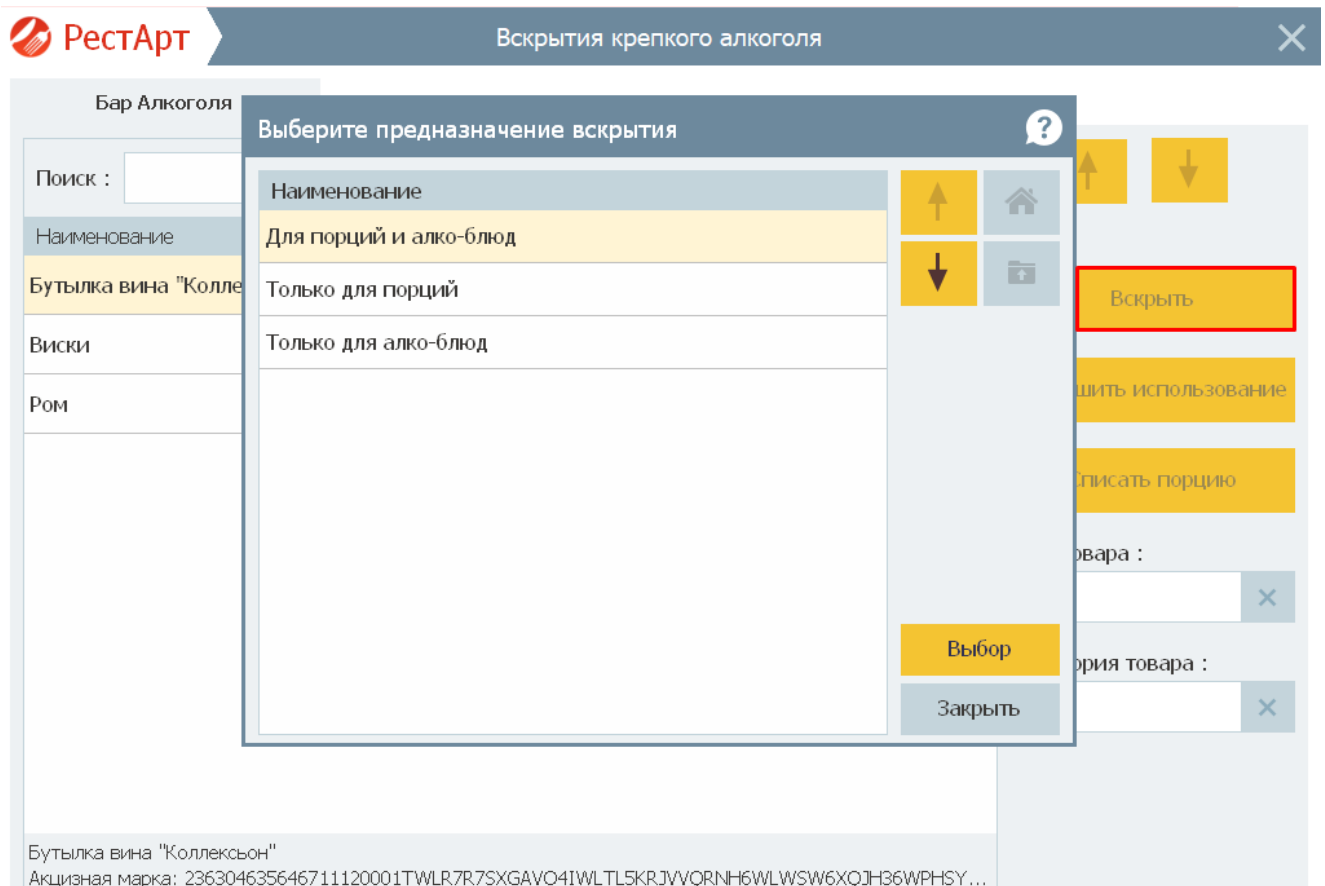 РестАрт
Вскрытия крепкого алкоголя
Бар Алкоголя
Выберите предназначение вскрытия
?
Поиск :
Наименование
Наименование
Для порций и алко-блюд
Бутылка вина "Колле
Только для порций
Вскрыть
Виски
Только для алко-блюд
шить использование
Ром
Списать порцию
овара :
Выбор
ория товара :
Закрыть
Бутылка вина "Коллексьон"
Акцизная марка: 236304635646711120001TWLR7R7SXGAVO4IWLTL5KRJVVQRNH6WLWSW6XOJH36WPHSY...